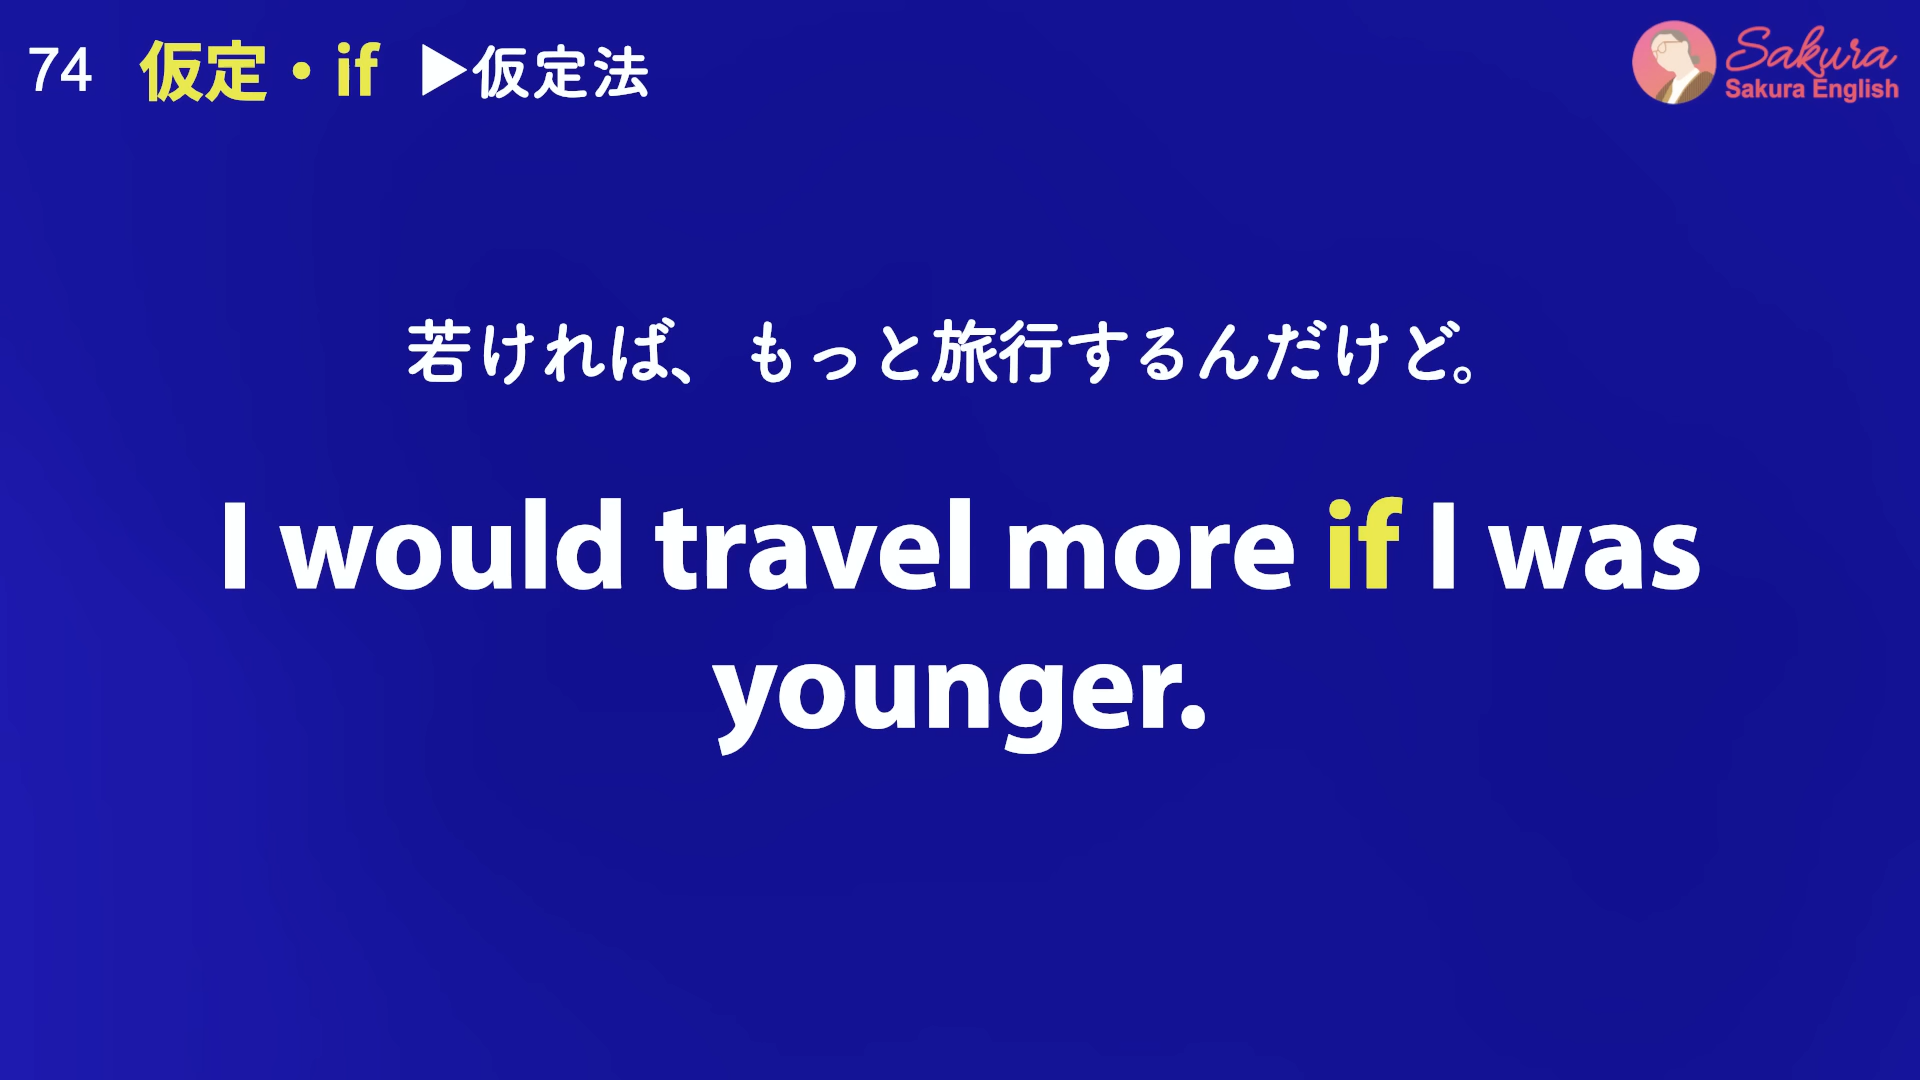 74 仮定・if ▶仮定法
Sakura
Sakura English
若ければ、もっと旅行するんだけど。
I would travel more if I was
younger.